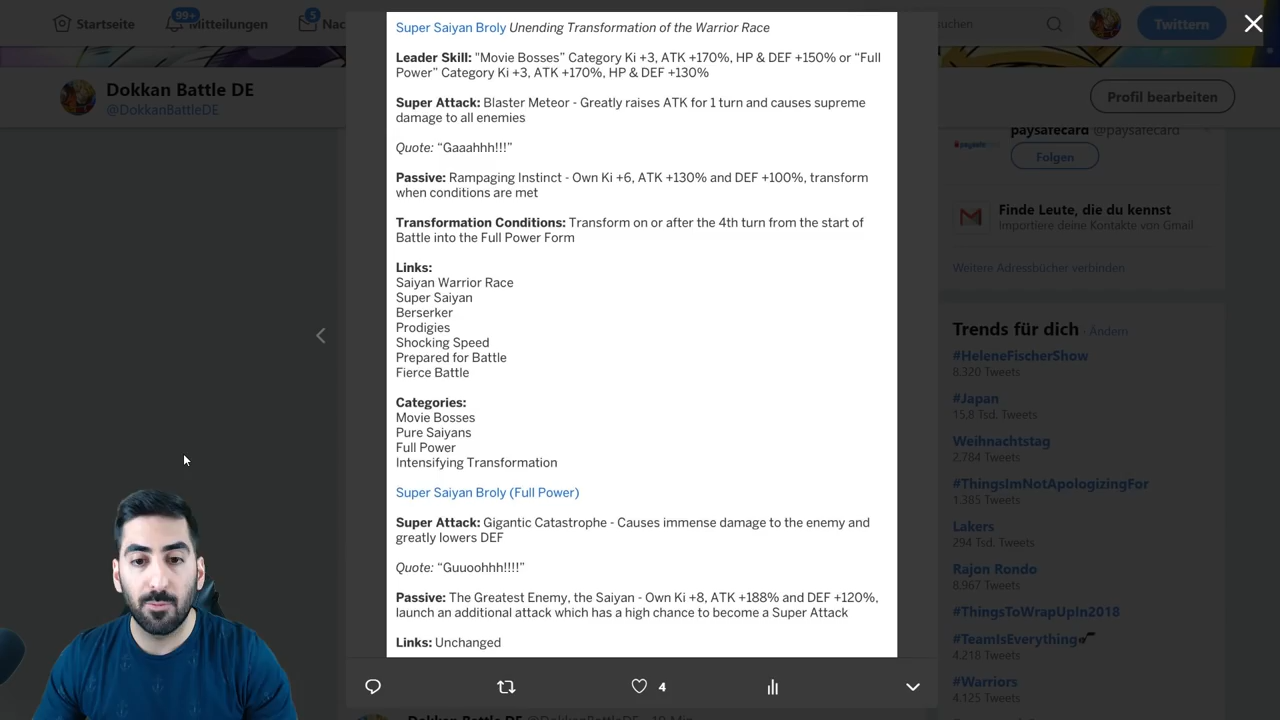 Startseite
99+
Mitteilungen
5
Nac
uchen
Twittern
Dokkan Battle DE
@DokkanBattleDE
Profil bearbeiten
Super Saiyan Broly Unending Transformation of the Warrior Race
Leader Skill: "Movie Bosses" Category Ki +3, ATK +170%, HP & DEF +150% or “Full
Power” Category Ki +3, ATK +170%, HP & DEF +130%
Super Attack: Blaster Meteor - Greatly raises ATK for 1 turn and causes supreme
damage to all enemies
Quote: “Gaaahhh!!!”
Passive: Rampaging Instinct - Own Ki +6, ATK +130% and DEF +100%, transform
when conditions are met
Transformation Conditions: Transform on or after the 4th turn from the start of
Battle into the Full Power Form
Links:
Saiyan Warrior Race
Super Saiyan
Berserker
Prodigies
Shocking Speed
Prepared for Battle
Fierce Battle
Categories:
Movie Bosses
Pure Saiyans
Full Power
Intensifying Transformation
Super Saiyan Broly (Full Power)
Super Attack: Gigantic Catastrophe - Causes immense damage to the enemy and
greatly lowers DEF
Quote: “Guuoohhh!!!!”
Passive: The Greatest Enemy, the Saiyan - Own Ki +8, ATK +188% and DEF +120%,
launch an additional attack which has a high chance to become a Super Attack
Links: Unchanged
4
paysafecard @paysafecard
Folgen
Finde Leute, die du kennst
Importiere deine Kontakte von Gmail
Weitere Adressbücher verbinden
Trends für dich · Ändern
#HeleneFischerShow
8.320 Tweets
#Japan
15,8 Tsd. Tweets
Weihnachtstag
2.784 Tweets
#ThingsImNotApologizingFor
1.385 Tweets
Lakers
294 Tsd. Tweets
Rajon Rondo
8.967 Tweets
#ThingsToWrapUpIn2018
#TeamIsEverything
4.218 Tweets
#Warriors
4.125 Tweets
Dokkan Battle DE @DokkanBattleDE